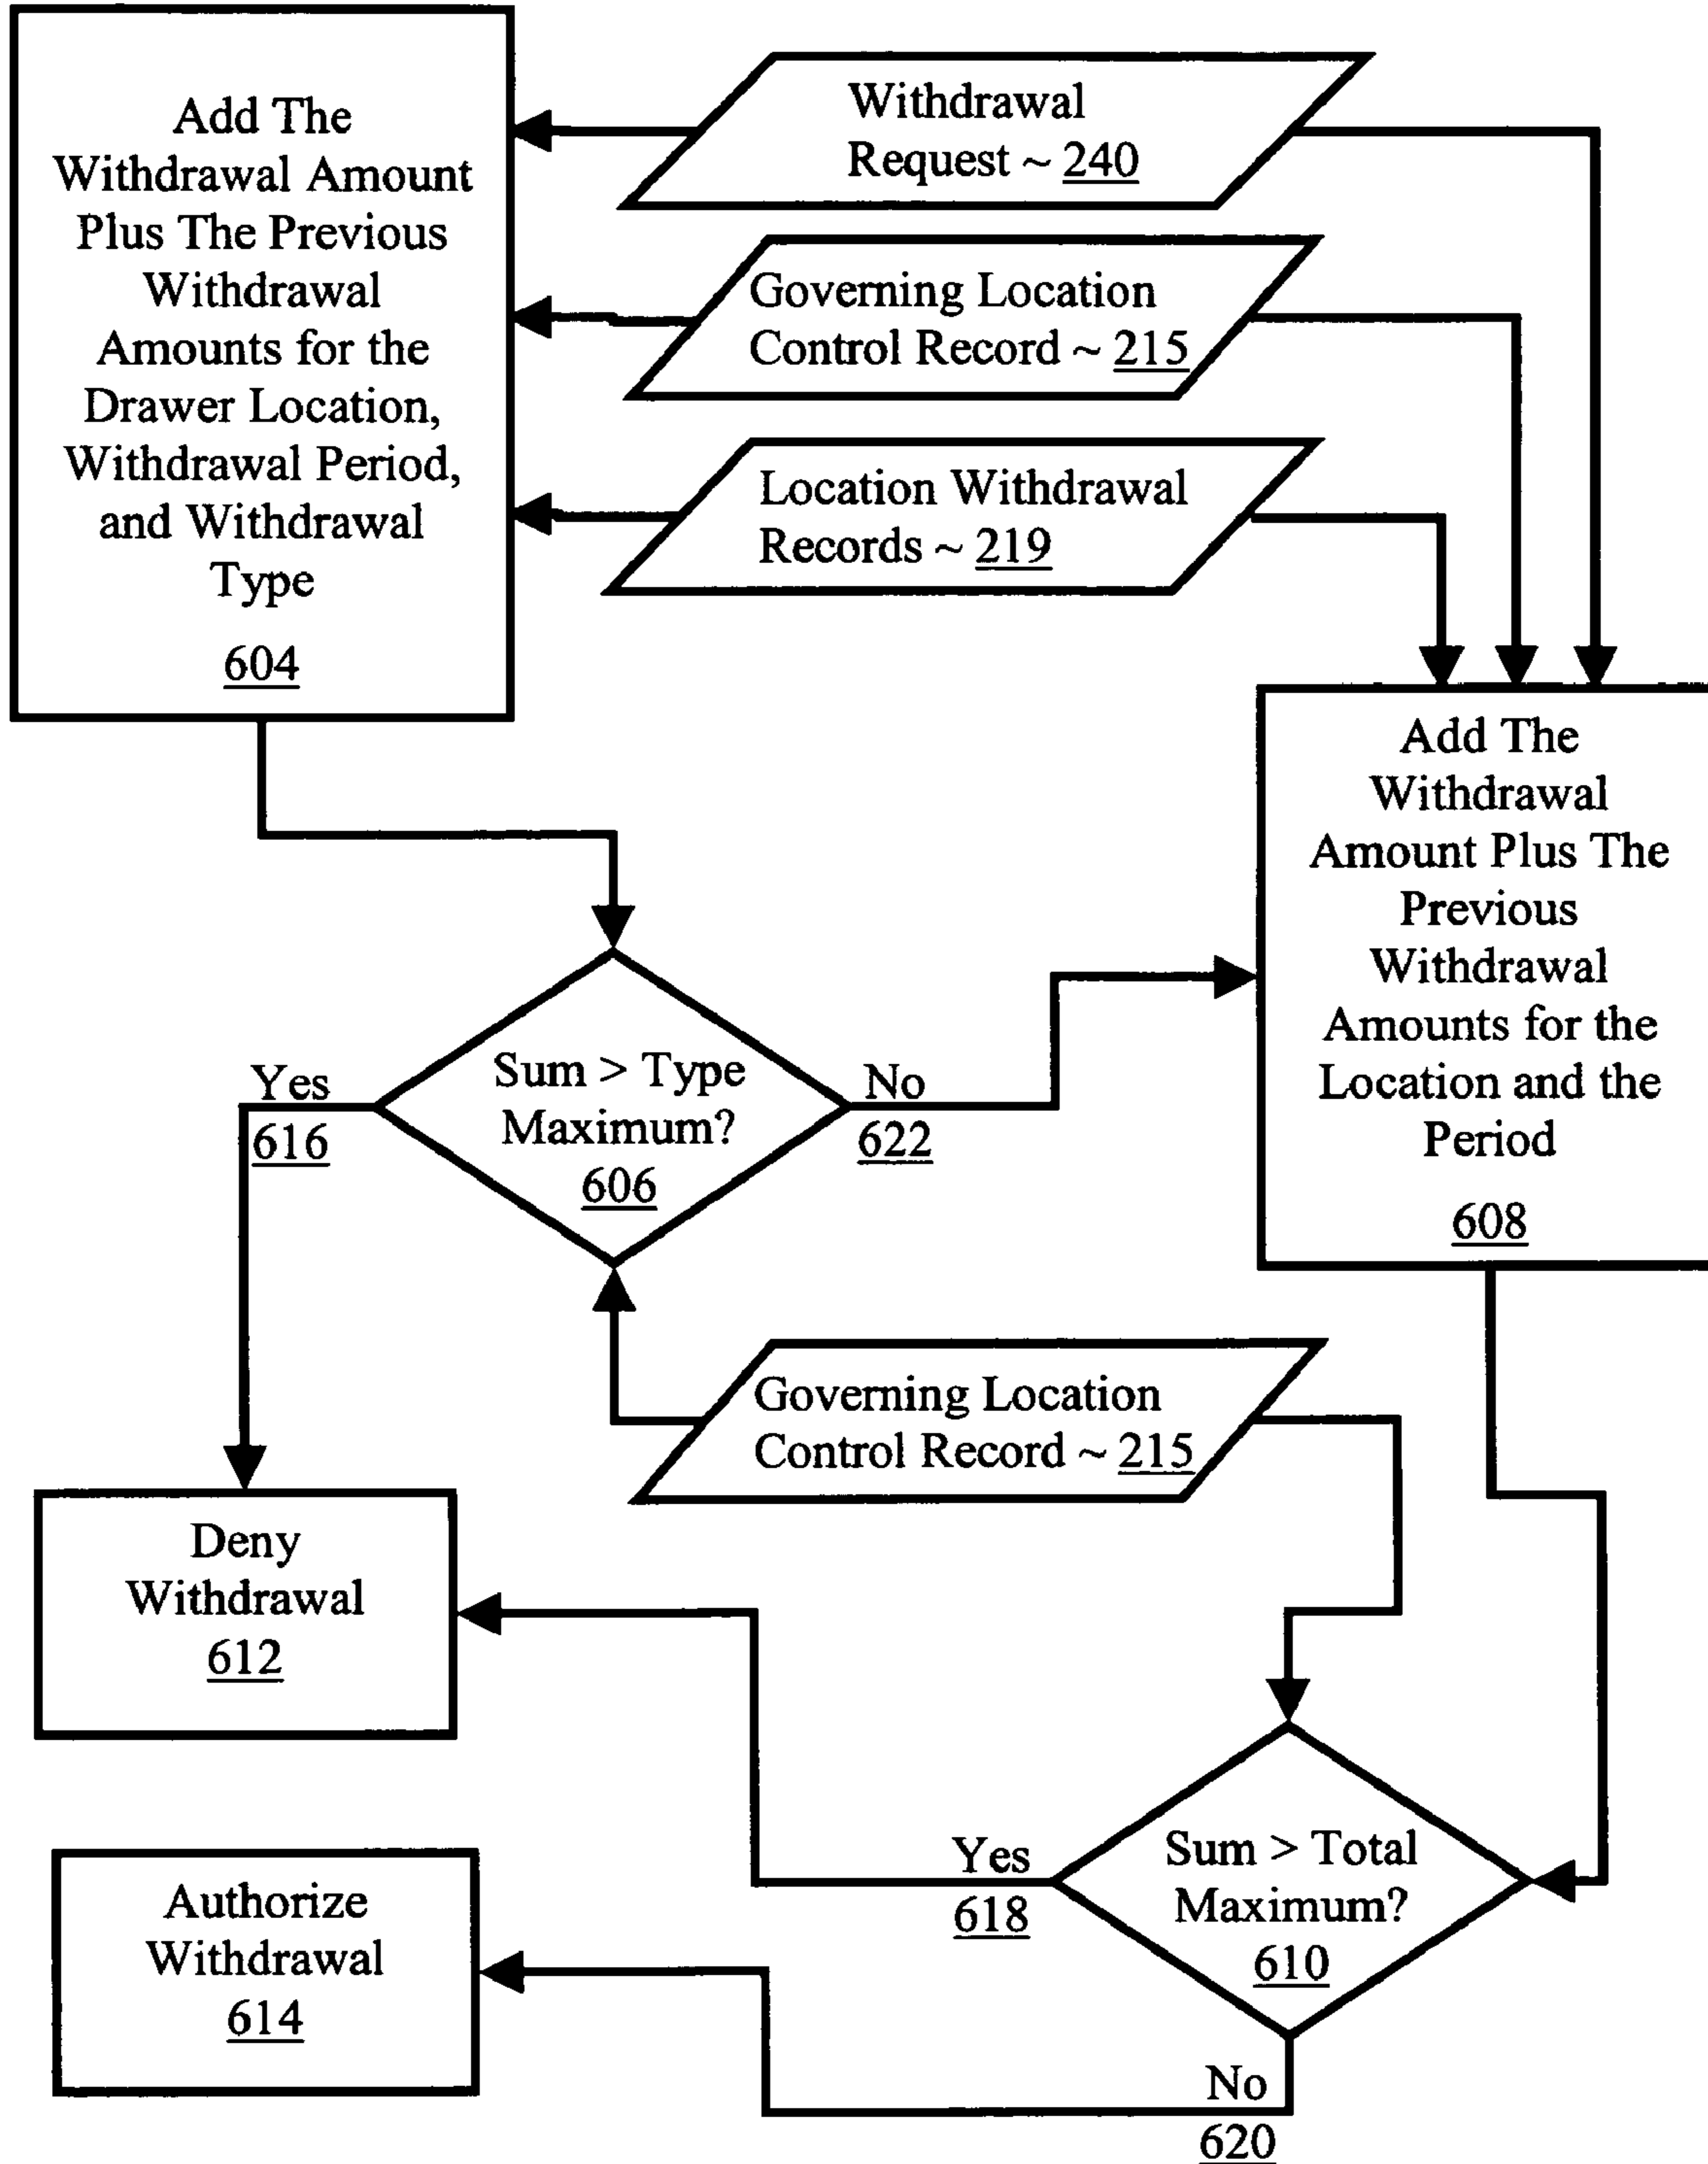 Add The
Withdrawal Amount
Plus The Previous
Withdrawal
Amounts for the
Drawer Location,
Withdrawal Period,
and Withdrawal
Type
604
Withdrawal
Request ~ 240
Governing Location
Control Record ~ 215
Location Withdrawal
Records ~ 219
Add The
Withdrawal
Amount Plus The
Previous
Withdrawal
Amounts for the
Location and the
Period
608
Sum > Type
Maximum?
606
Yes
616
No
622
Governing Location
Control Record ~ 215
Deny
Withdrawal
612
Sum > Total
Maximum?
610
Yes
618
No
620
Authorize
Withdrawal
614